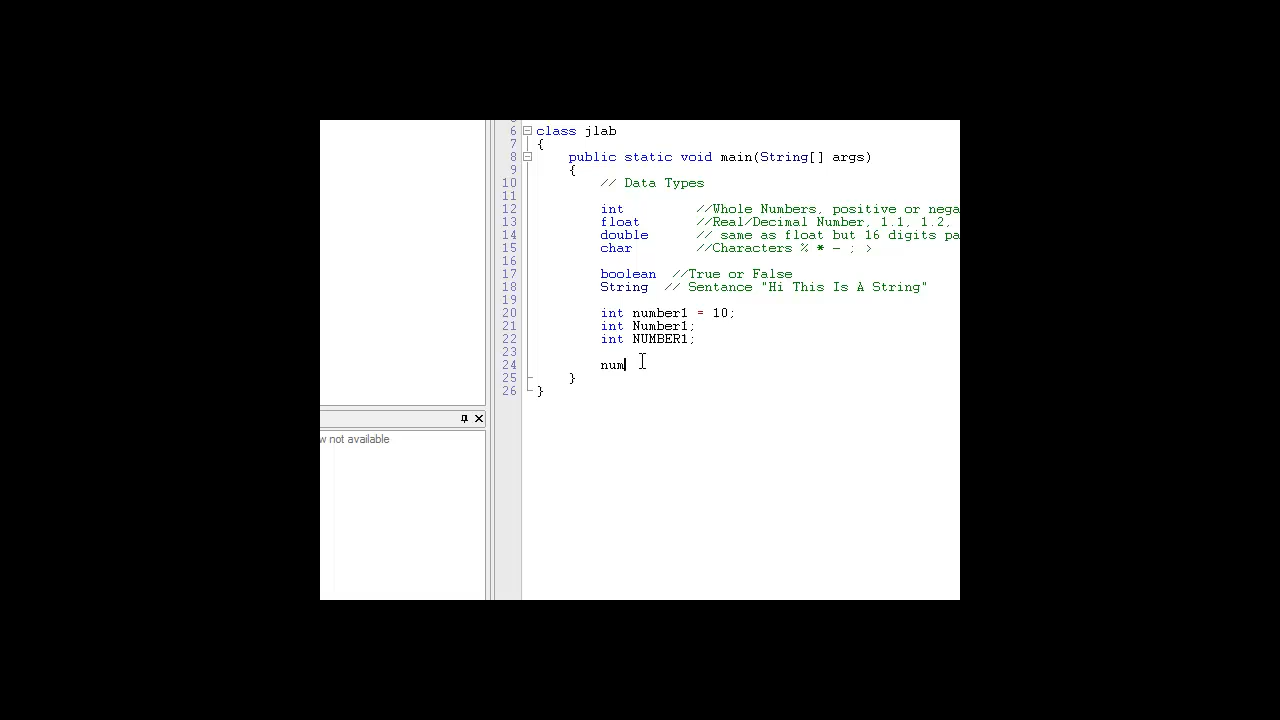 6 class jlab
7 {
8 public static void main(String[] args)
9 {
10 // Data Types
11
12 int //Whole Numbers, positive or nega
13 float //Real/Decimal Number, 1.1, 1.2,
14 double // same as float but 16 digits pa
15 char //Characters % * - ; >
16
17 boolean //True or False
18 String // Sentance "Hi This Is A String"
19
20 int number1 = 10;
21 int Number1;
22 int NUMBER1;
23
24 num
25 }
26 }
w not available